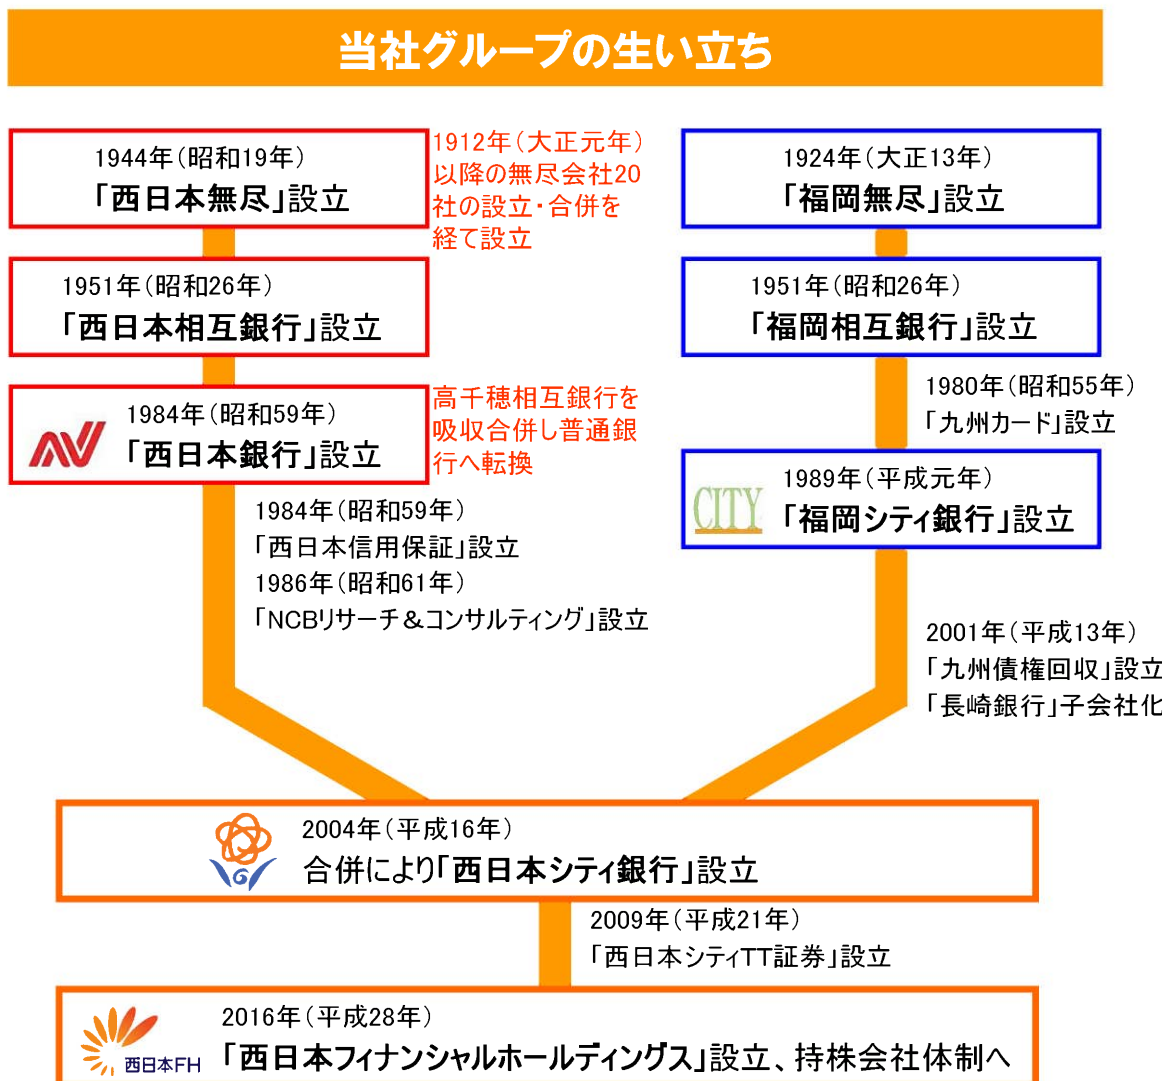 当社グループの生い立ち
1944年(昭和19年)
「西日本無尽」設立
1912年(大正元年)
以降の無尽会社20
社の設立・合併を
経て設立
1951年(昭和26年)
「西日本相互銀行」設立
1984年(昭和59年)
「西日本銀行」設立
高千穂相互銀行を
吸収合併し普通銀
行へ転換
1984年(昭和59年)
「西日本信用保証」設立
1986年(昭和61年)
「NCBリサーチ&コンサルティング」設立
1924年(大正13年)
「福岡無尽」設立
1951年(昭和26年)
「福岡相互銀行」設立
1980年(昭和55年)
「九州カード」設立
CITY
1989年(平成元年)
「福岡シティ銀行」設立
2001年(平成13年)
「九州債権回収」設立
「長崎銀行」子会社化
2004年(平成16年)
合併により「西日本シティ銀行」設立
2009年(平成21年)
「西日本シティTT証券」設立
西日本FH
2016年(平成28年)
「西日本フィナンシャルホールディングス」設立、持株会社体制へ